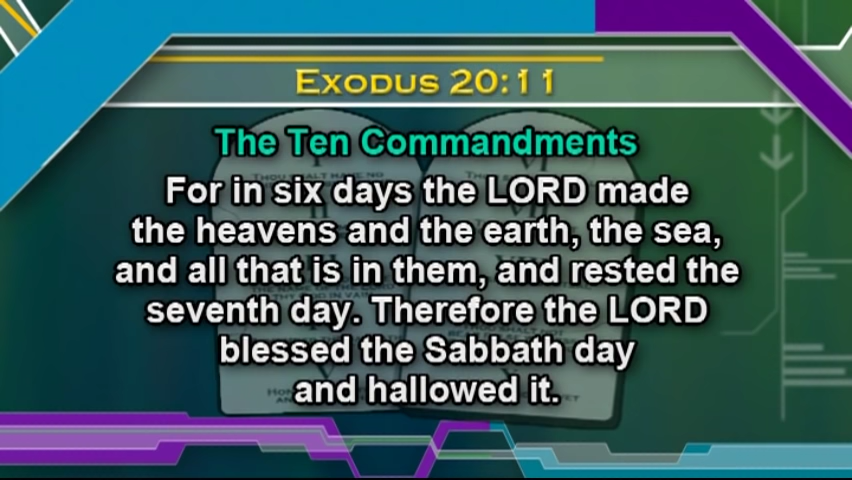 Exodus 20:11
The Ten Commandments
For in six days the LORD made
the heavens and the earth, the sea,
and all that is in them, and rested the
seventh day. Therefore the LORD
blessed the Sabbath day
and hallowed it.